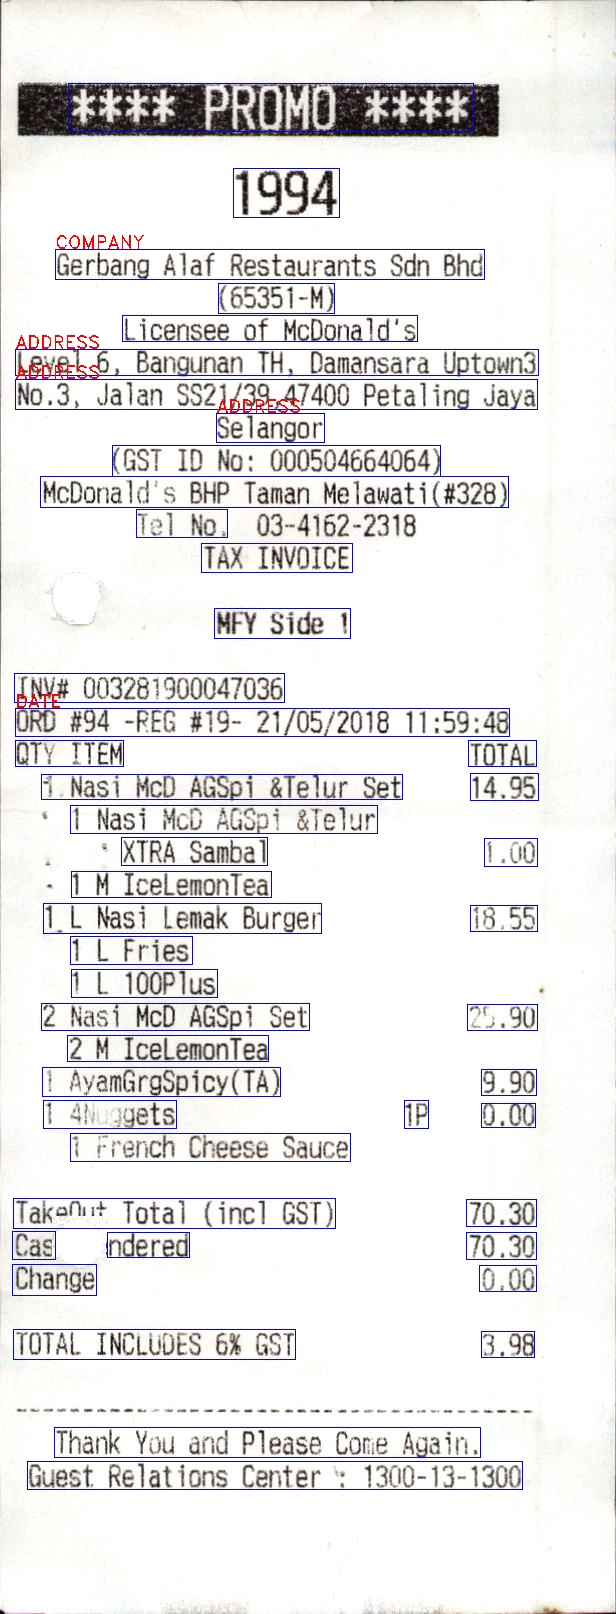 **** PROMO ****
1994
COMPANY
Gerbang Alaf Restaurants Sdn Bhd
(65351-M)
Licensee of McDonald's
ADDRESS
Level 6, Bangunan TH, Damansara Uptown3
ADDRESS
No.3, Jalan SS21/39,47400 Petaling Jaya
ADDRESS
Selangor
(GST ID No: 000504664064)
McDonald's BHP Taman Melawati(#328)
Tel No. 03-4162-2318
TAX INVOICE
MFY Side 1
INV# 003281900047036
DATE
ORD #94 -REG #19- 21/05/2018 11:59:48
QTY ITEM TOTAL
1 Nasi McD AGSpi &Telur Set 14.95
1 Nasi McD AGSpi &Telur
XTRA Sambal 1.00
1 M IceLemonTea
1 L Nasi Lemak Burger 18.55
1 L Fries
1 L 100Plus
2 Nasi McD AGSpi Set 25.90
2 M IceLemonTea
1 AyamGrgSpicy(TA) 9.90
1 4Nuggets 1P 0.00
1 French Cheese Sauce
TakeOut Total (incl GST) 70.30
Cas ndered 70.30
Change 0.00
TOTAL INCLUDES 6% GST 3.98
Thank You and Please Come Again.
Guest Relations Center : 1300-13-1300